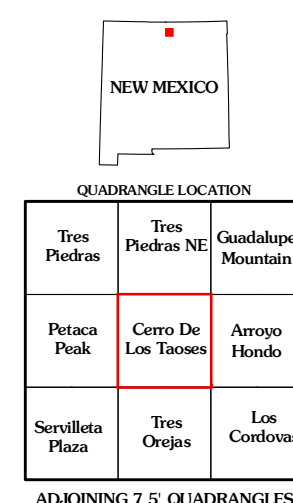 NEW MEXICO
QUADRANGLE LOCATION
Tres
Piedras
Tres
Piedras NE
Guadalupe
Mountain
Petaca
Peak
Cerro De
Los Taoses
Arroyo
Hondo
Servilleta
Plaza
Tres
Orejas
Los
Cordovas
ADJOINING 7.5' QUADRANGLES